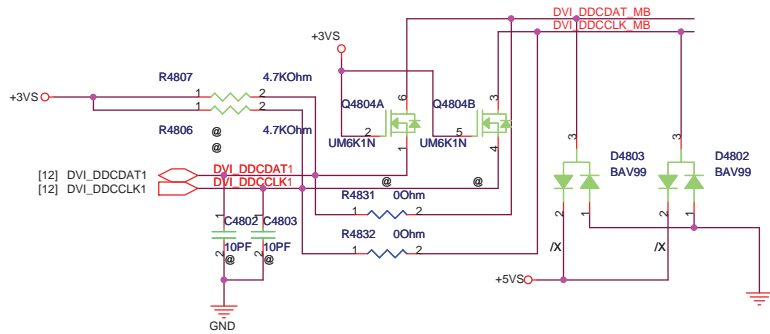 DVI_DDCDAT_MB
DVI_DDCCLK_MB
+3VS
R4807 4.7KOhm
+3VS
1 2
1 2
R4806 4.7KOhm
@
@
Q4804A
6
2
UM6K1N
1
Q4804B
3
5
UM6K1N
4
[12] DVI_DDCDAT1 DVI_DDCDAT1
[12] DVI_DDCCLK1 DVI_DDCCLK1
@ @
R4831 0Ohm
1 2
R4832 0Ohm
1 2
1 C4802
10PF
2 @
1 C4803
10PF
2 @
GND
3
D4803
BAV99
2 1
/X
3
D4802
BAV99
2 1
/X
+5VS